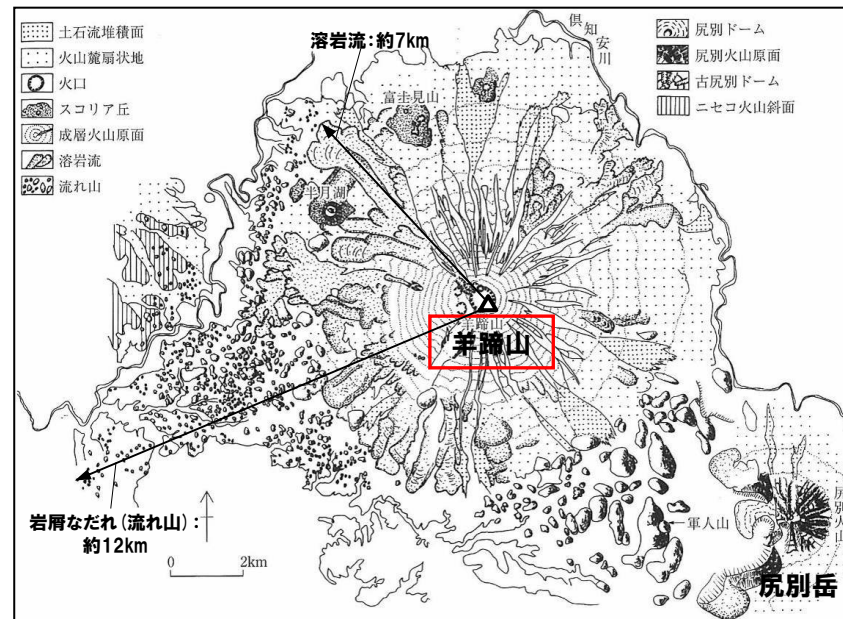 土石流堆積面
火山麓扇状地
火口
スコリア丘
成層火山原面
溶岩流
流れ山
溶岩流:約7km
倶知安川
尻別ドーム
尻別火山原面
古尻別ドーム
ニセコ火山斜面
富士見山
半月湖
羊蹄山
羊蹄山
岩屑なだれ(流れ山):
約12km
0 2km
軍人山
尻別火山
尻別岳